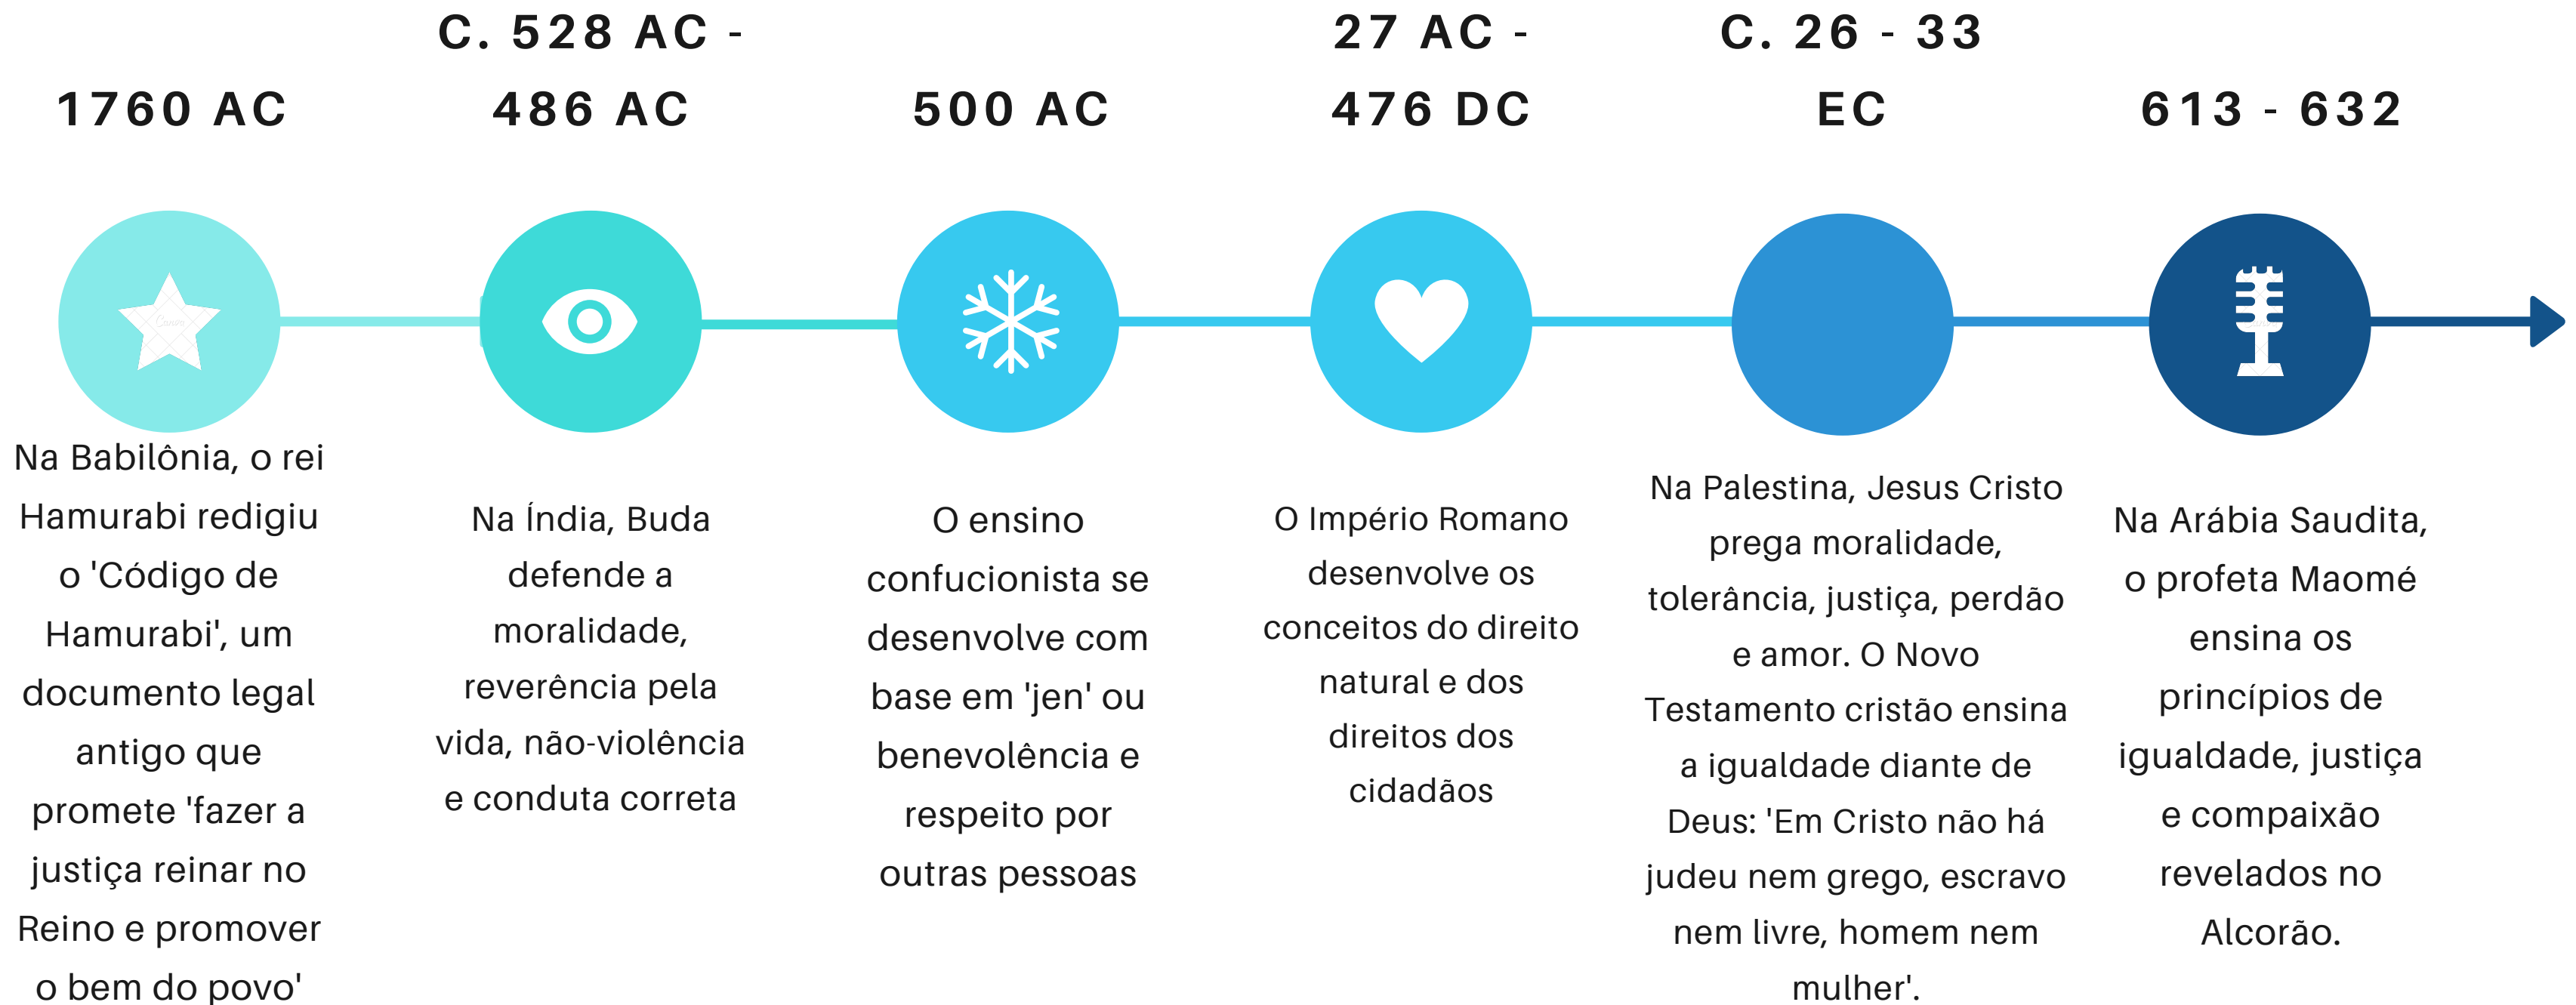 1760 AC
Na Babilônia, o rei
Hamurabi redigiu
o 'Código de
Hamurabi', um
documento legal
antigo que
promete 'fazer a
justiça reinar no
Reino e promover
o bem do povo'
C. 528 AC -
486 AC
Na Índia, Buda
defende a
moralidade,
reverência pela
vida, não-violência
e conduta correta
500 AC
O ensino
confucionista se
desenvolve com
base em 'jen' ou
benevolência e
respeito por
outras pessoas
27 AC -
476 DC
O Império Romano
desenvolve os
conceitos do direito
natural e dos
direitos dos
cidadãos
C. 26 - 33
EC
Na Palestina, Jesus Cristo
prega moralidade,
tolerância, justiça, perdão
e amor. O Novo
Testamento cristão ensina
a igualdade diante de
Deus: 'Em Cristo não há
judeu nem grego, escravo
nem livre, homem nem
mulher'.
613 - 632
Na Arábia Saudita,
o profeta Maomé
ensina os
princípios de
igualdade, justiça
e compaixão
revelados no
Alcorão.